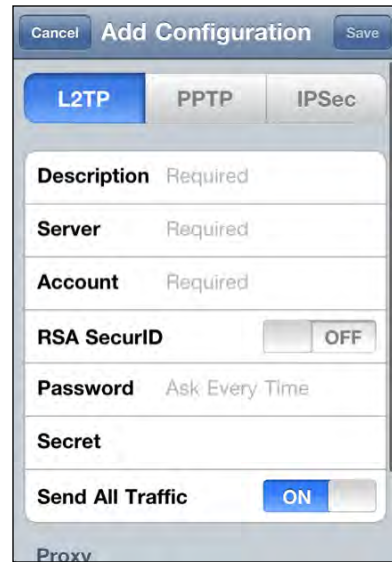 Cancel Add Configuration Save
L2TP PPTP IPSec
Description Required
Server Required
Account Required
RSA SecurID OFF
Password Ask Every Time
Secret
Send All Traffic ON
Proxy